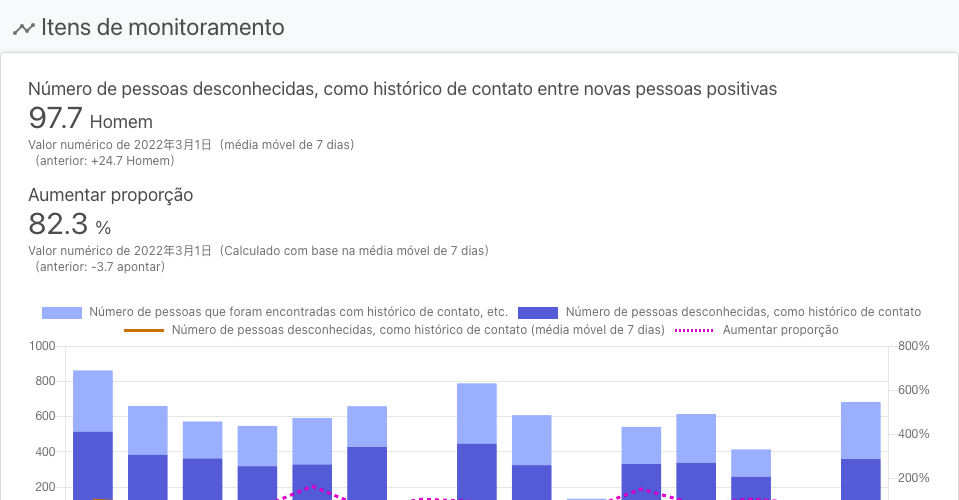 Itens de monitoramento
Número de pessoas desconhecidas, como histórico de contato entre novas pessoas positivas
97.7 Homem
Valor numérico de 2022年3月1日（média móvel de 7 dias）
（anterior: +24.7 Homem）
Aumentar proporção
82.3 %
Valor numérico de 2022年3月1日（Calculado com base na média móvel de 7 dias）
（anterior: -3.7 apontar）
Número de pessoas que foram encontradas com histórico de contato, etc. Número de pessoas desconhecidas, como histórico de contato
Número de pessoas desconhecidas, como histórico de contato (média móvel de 7 dias) Aumentar proporção
1000 800%
800
600 600%
400 400%
200 200%